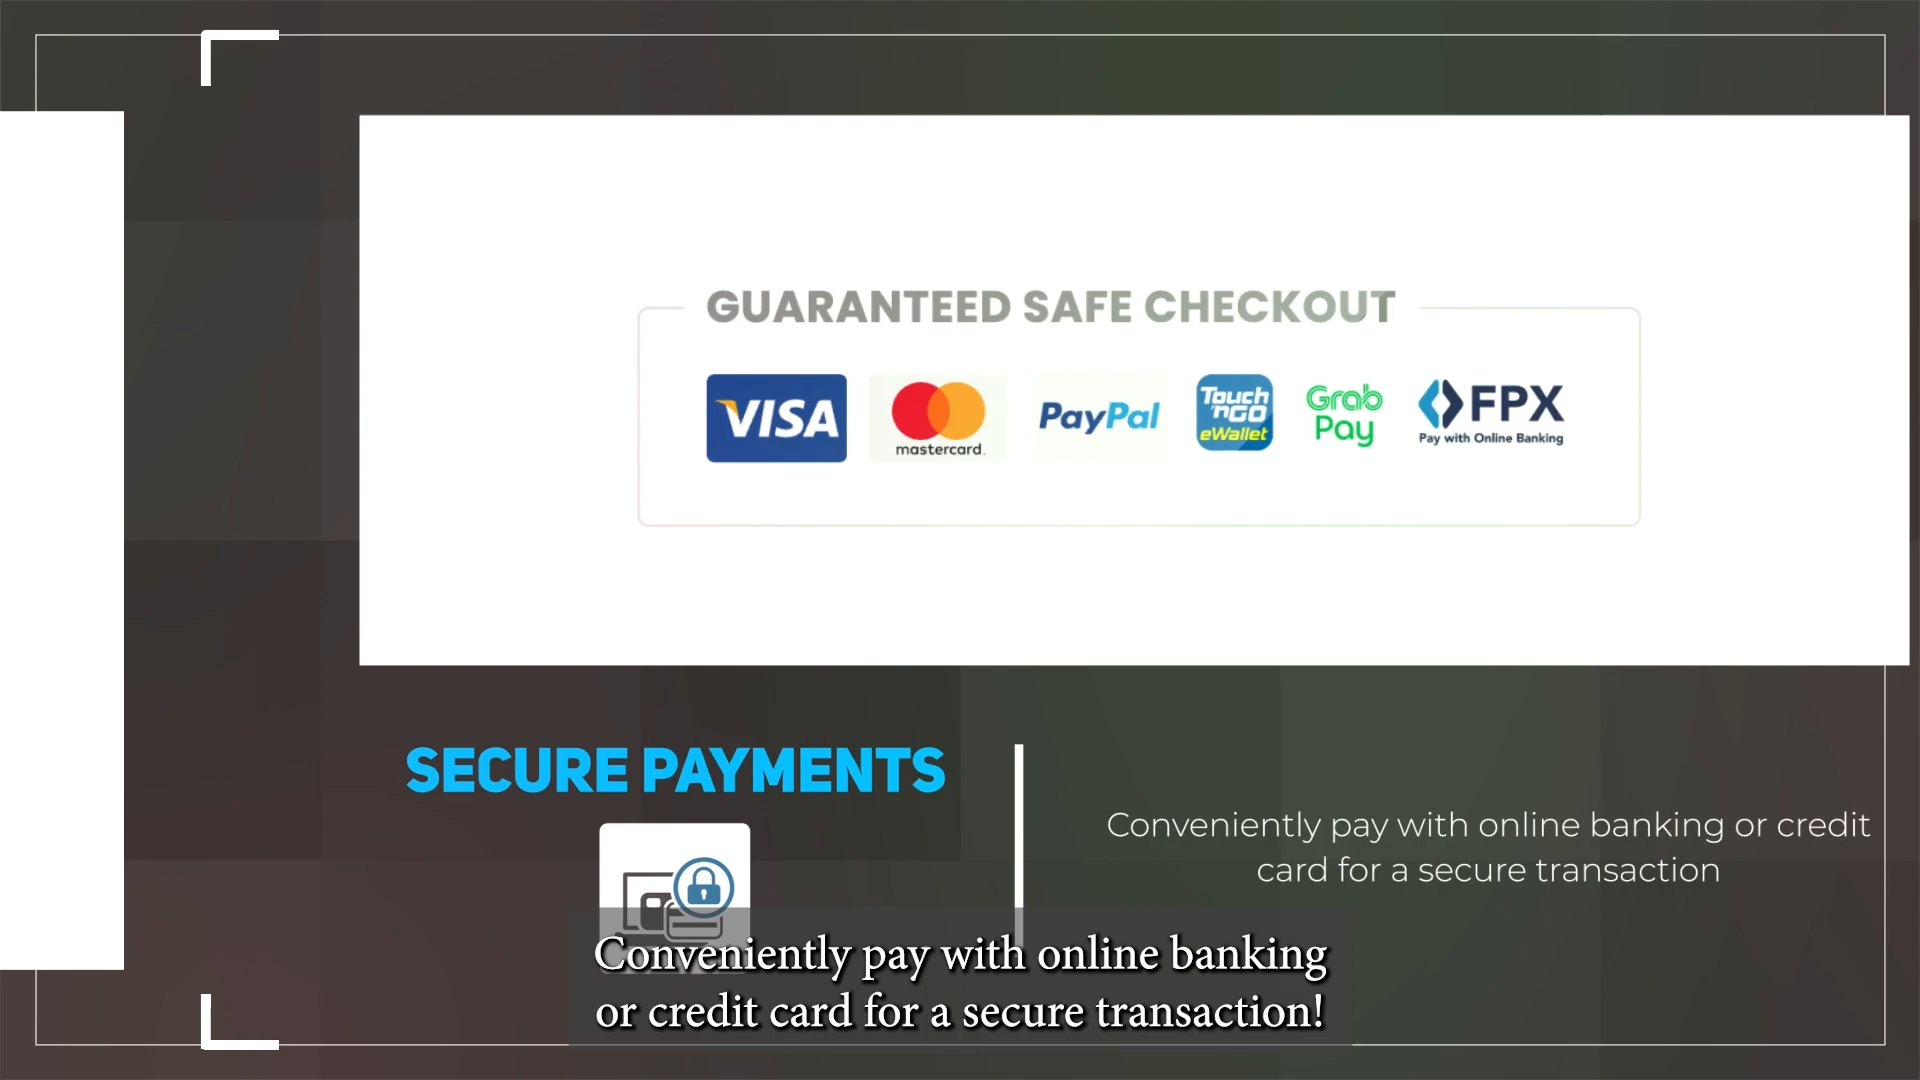 GUARANTEED SAFE CHECKOUT
VISA
mastercard.
PayPal
Touch
'nGO
eWallet
Grab
Pay
FPX
Pay with Online Banking
SECURE PAYMENTS
Conveniently pay with online banking or credit
card for a secure transaction
Conveniently pay with online banking
or credit card for a secure transaction!